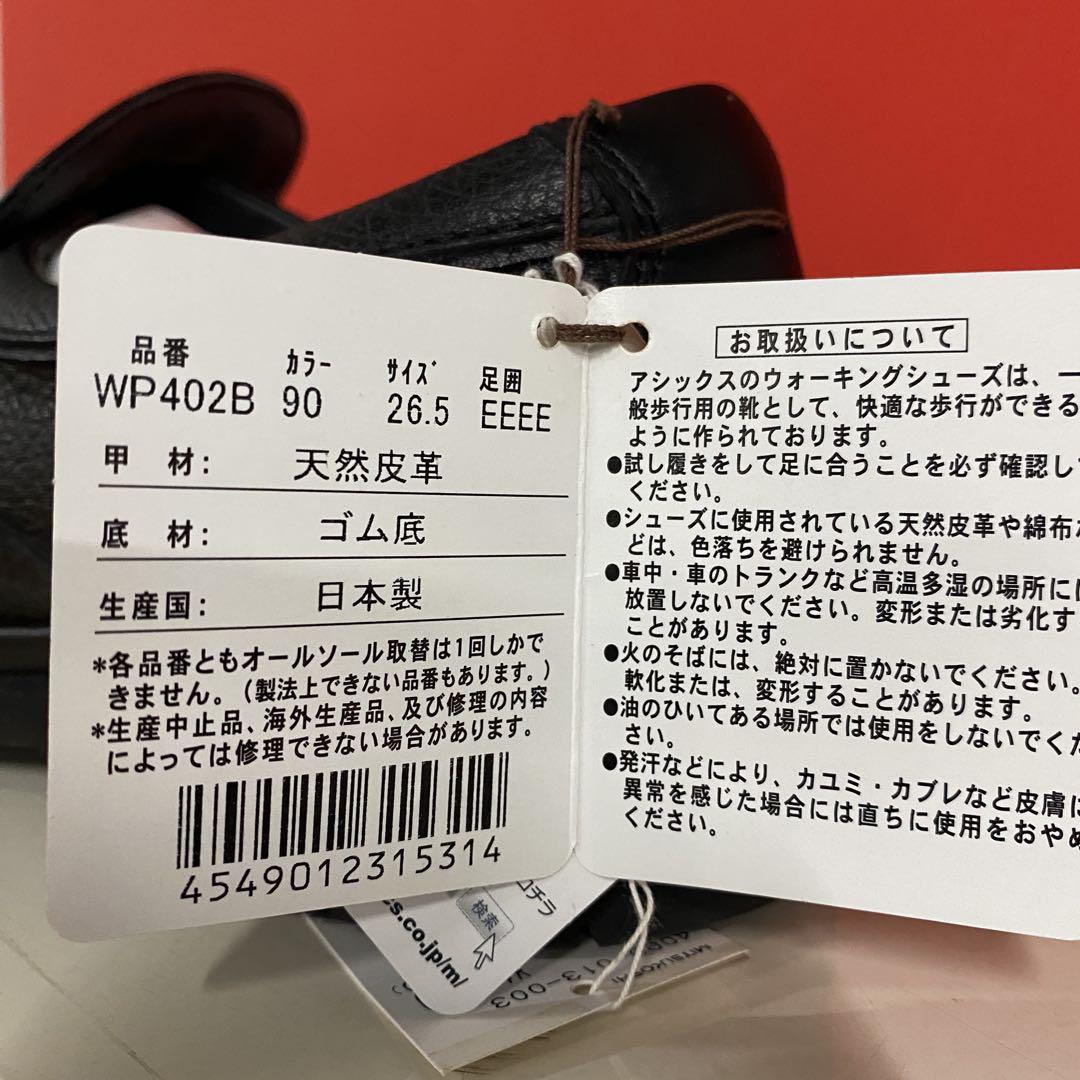 品番 カラー サイズ 足囲
WP402B 90 26.5 EEEE
甲 材: 天然皮革
底 材: ゴム底
生産国: 日本製
*各品番ともオールソール取替は1回しかで
きません。(製法上できない品番もあります。)
*生産中止品、海外生産品、及び修理の内容
によっては修理できない場合があります。
4549012315314
お取扱いについて
アシックスのウォーキングシューズは、一
般歩行用の靴として、快適な歩行ができる
ように作られております。
●試し履きをして足に合うことを必ず確認し
ください。
●シューズに使用されている天然皮革や綿布
どは、色落ちを避けられません。
●車中・車のトランクなど高温多湿の場所に
放置しないでください。変形または劣化す
ことがあります。
●火のそばには、絶対に置かないでください。
軟化または、変形することがあります。
●油のひいてある場所では使用をしないでく
さい。
●発汗などにより、カユミ・カブレなど皮膚に
異常を感じた場合には直ちに使用をおやめ
ください。
コチラ
検索
s.co.jp/m/
MITSUKOSHI
013-003